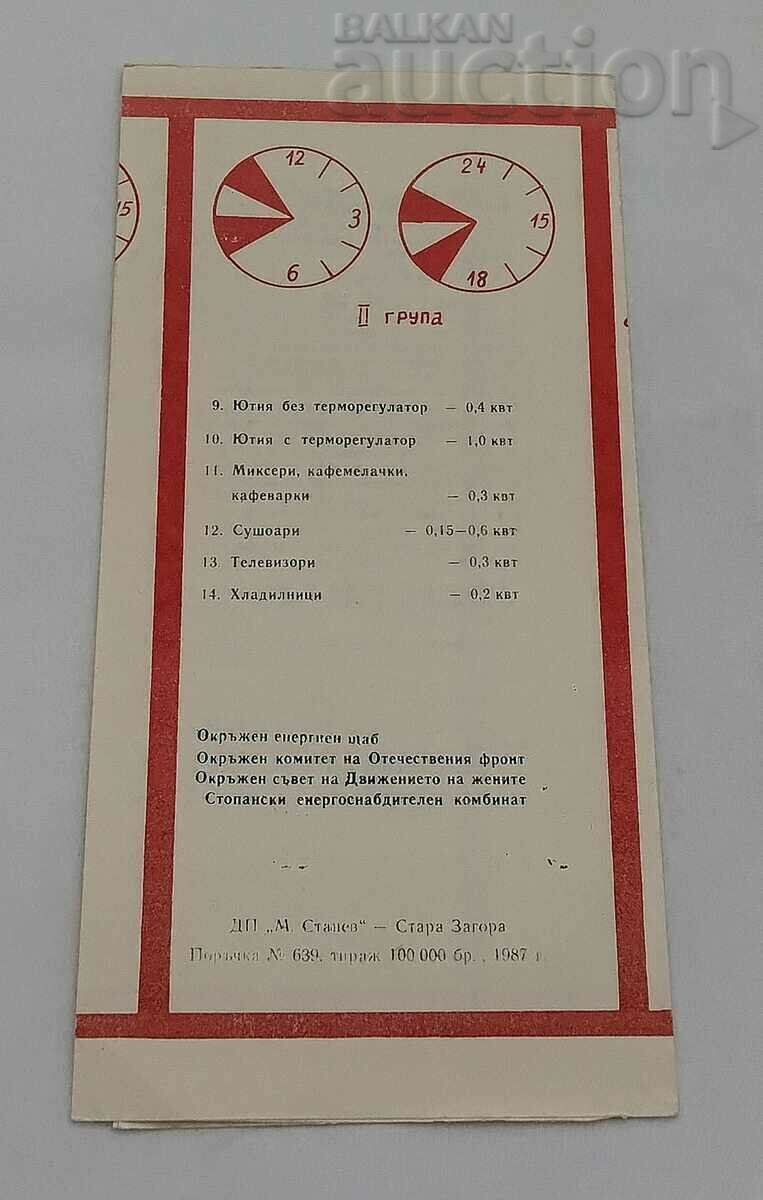 BALKAN
auction
15
12
3
6
24
15
18
II група
9. Ютия без терморегулатор — 0,4 квт
10. Ютия с терморегулатор — 1,0 квт
11. Миксери, кафемелачки,
кафеварки — 0,3 квт
12. Сушоари — 0,15—0,6 квт
13. Телевизори — 0,3 квт
14. Хладилници — 0,2 квт
Окръжен енергиен щаб
Окръжен комитет на Отечествения фронт
Окръжен съвет на Движението на жените
Стопански енергоснабдителен комбинат
ДП „М. Станев“ — Стара Загора
Поръчка № 639, тираж 100 000 бр., 1987 г.